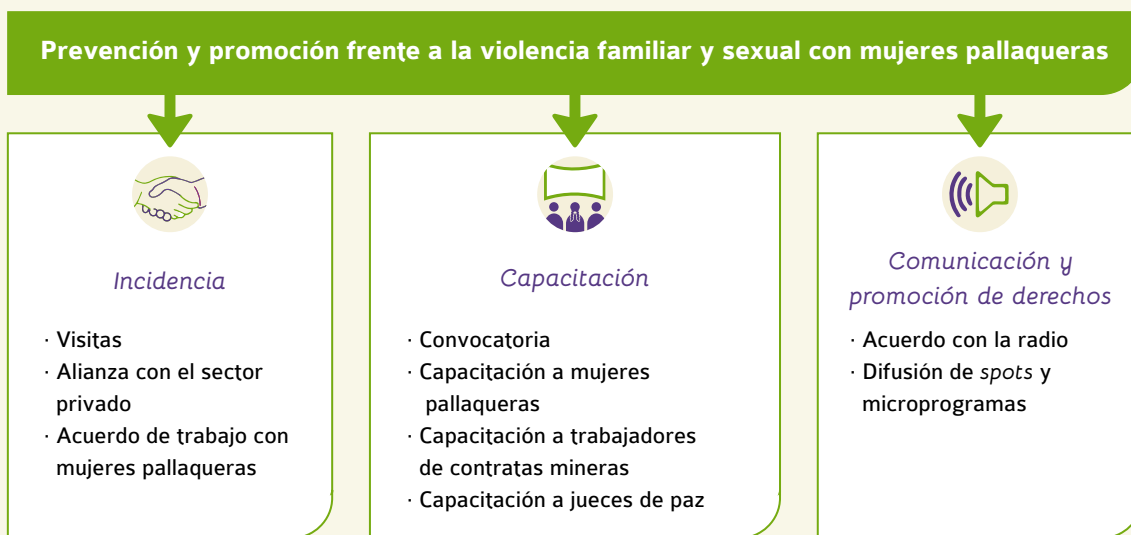 Prevención y promoción frente a la violencia familiar y sexual con mujeres pallaqueras
Incidencia
· Visitas
· Alianza con el sector
privado
· Acuerdo de trabajo con
mujeres pallaqueras
Capacitación
· Convocatoria
· Capacitación a mujeres
pallaqueras
· Capacitación a trabajadores
de contratas mineras
· Capacitación a jueces de paz
Comunicación y
promoción de derechos
· Acuerdo con la radio
· Difusión de spots y
microprogramas